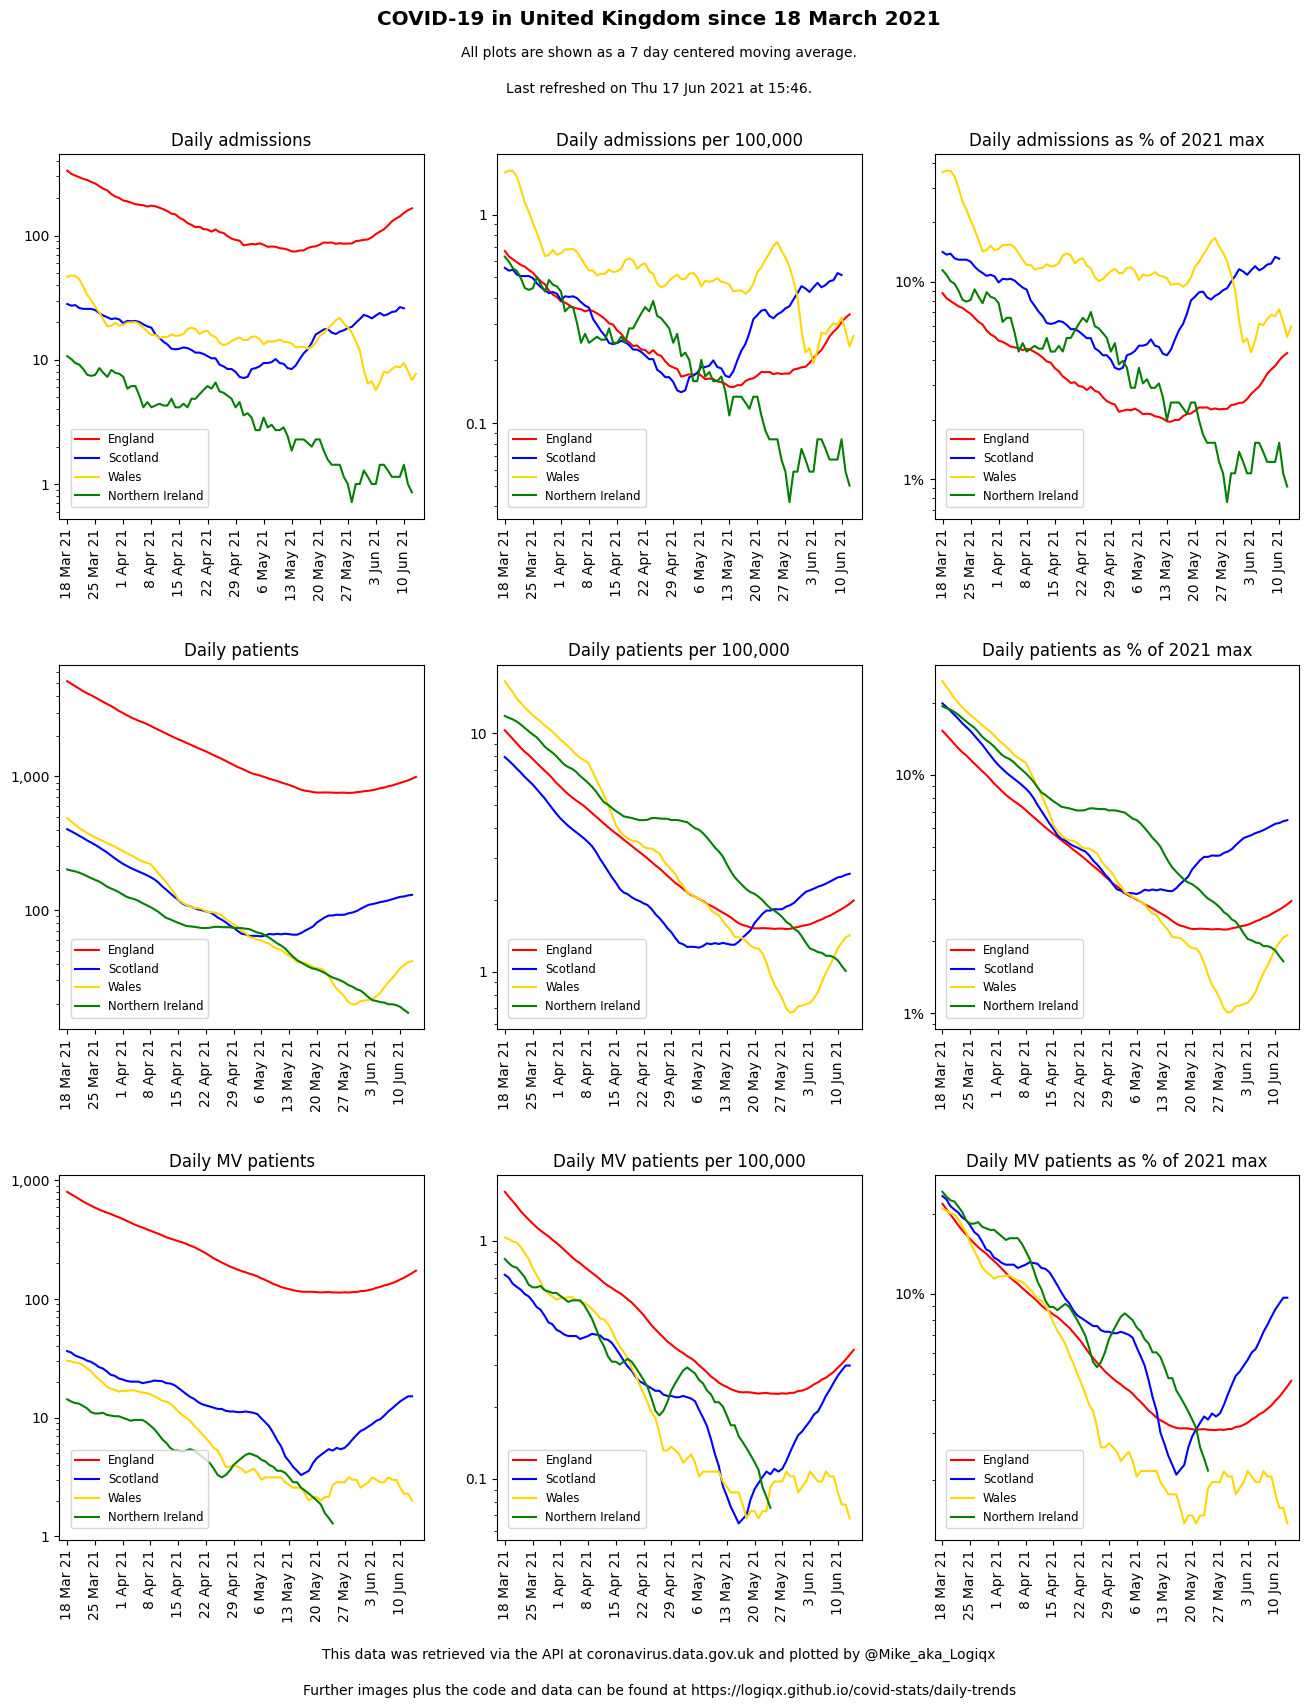 COVID-19 in United Kingdom since 18 March 2021
All plots are shown as a 7 day centered moving average.
Last refreshed on Thu 17 Jun 2021 at 15:46.
Daily admissions
100
10
1
England
Scotland
Wales
Northern Ireland
18 Mar 21
25 Mar 21
1 Apr 21
8 Apr 21
15 Apr 21
22 Apr 21
29 Apr 21
6 May 21
13 May 21
20 May 21
27 May 21
3 Jun 21
10 Jun 21
Daily admissions per 100,000
1
0.1
England
Scotland
Wales
Northern Ireland
18 Mar 21
25 Mar 21
1 Apr 21
8 Apr 21
15 Apr 21
22 Apr 21
29 Apr 21
6 May 21
13 May 21
20 May 21
27 May 21
3 Jun 21
10 Jun 21
Daily admissions as % of 2021 max
10%
1%
England
Scotland
Wales
Northern Ireland
18 Mar 21
25 Mar 21
1 Apr 21
8 Apr 21
15 Apr 21
22 Apr 21
29 Apr 21
6 May 21
13 May 21
20 May 21
27 May 21
3 Jun 21
10 Jun 21
Daily patients
1,000
100
England
Scotland
Wales
Northern Ireland
18 Mar 21
25 Mar 21
1 Apr 21
8 Apr 21
15 Apr 21
22 Apr 21
29 Apr 21
6 May 21
13 May 21
20 May 21
27 May 21
3 Jun 21
10 Jun 21
Daily patients per 100,000
10
1
England
Scotland
Wales
Northern Ireland
18 Mar 21
25 Mar 21
1 Apr 21
8 Apr 21
15 Apr 21
22 Apr 21
29 Apr 21
6 May 21
13 May 21
20 May 21
27 May 21
3 Jun 21
10 Jun 21
Daily patients as % of 2021 max
10%
1%
England
Scotland
Wales
Northern Ireland
18 Mar 21
25 Mar 21
1 Apr 21
8 Apr 21
15 Apr 21
22 Apr 21
29 Apr 21
6 May 21
13 May 21
20 May 21
27 May 21
3 Jun 21
10 Jun 21
Daily MV patients
1,000
100
10
1
England
Scotland
Wales
Northern Ireland
18 Mar 21
25 Mar 21
1 Apr 21
8 Apr 21
15 Apr 21
22 Apr 21
29 Apr 21
6 May 21
13 May 21
20 May 21
27 May 21
3 Jun 21
10 Jun 21
Daily MV patients per 100,000
1
0.1
England
Scotland
Wales
Northern Ireland
18 Mar 21
25 Mar 21
1 Apr 21
8 Apr 21
15 Apr 21
22 Apr 21
29 Apr 21
6 May 21
13 May 21
20 May 21
27 May 21
3 Jun 21
10 Jun 21
Daily MV patients as % of 2021 max
10%
England
Scotland
Wales
Northern Ireland
18 Mar 21
25 Mar 21
1 Apr 21
8 Apr 21
15 Apr 21
22 Apr 21
29 Apr 21
6 May 21
13 May 21
20 May 21
27 May 21
3 Jun 21
10 Jun 21
This data was retrieved via the API at coronavirus.data.gov.uk and plotted by @Mike_aka_Logiqx
Further images plus the code and data can be found at https://logiqx.github.io/covid-stats/daily-trends